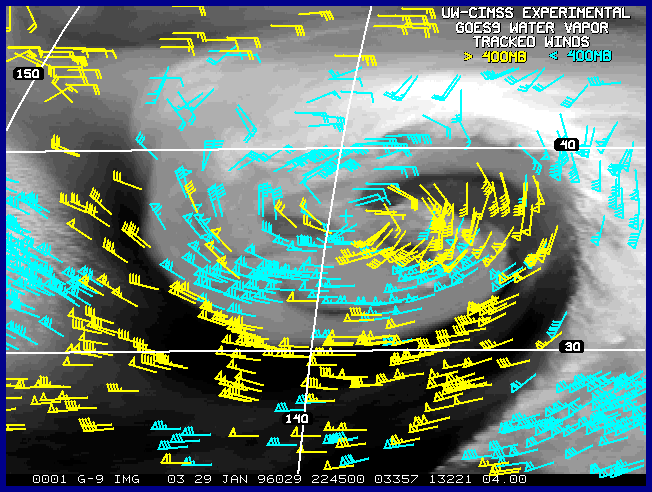 UW-CIMSS EXPERIMENTAL
GOES9 WATER VAPOR
TRACKED WINDS
> 400MB < 400MB
150
40
30
140
0001 G-9 IMG 03 29 JAN 96029 224500 03357 13221 04.00